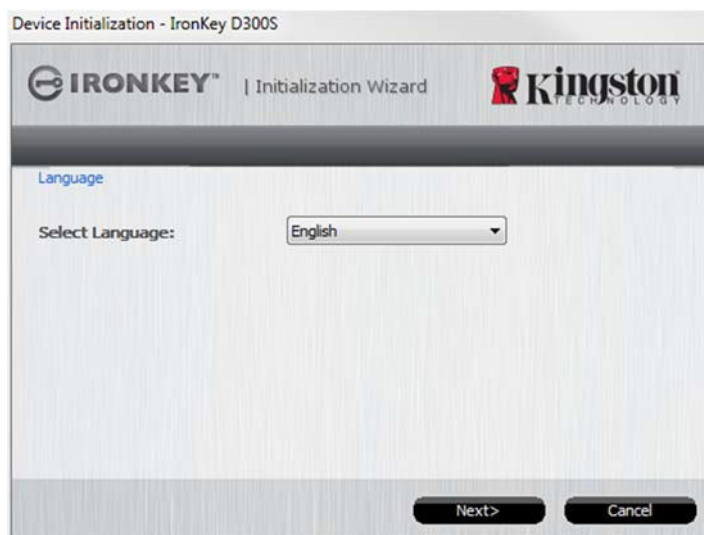 Device Initialization - IronKey D300S
IRONKEY™ | Initialization Wizard Kingston
TECHNOLOGY
Language
Select Language: English
Next> Cancel